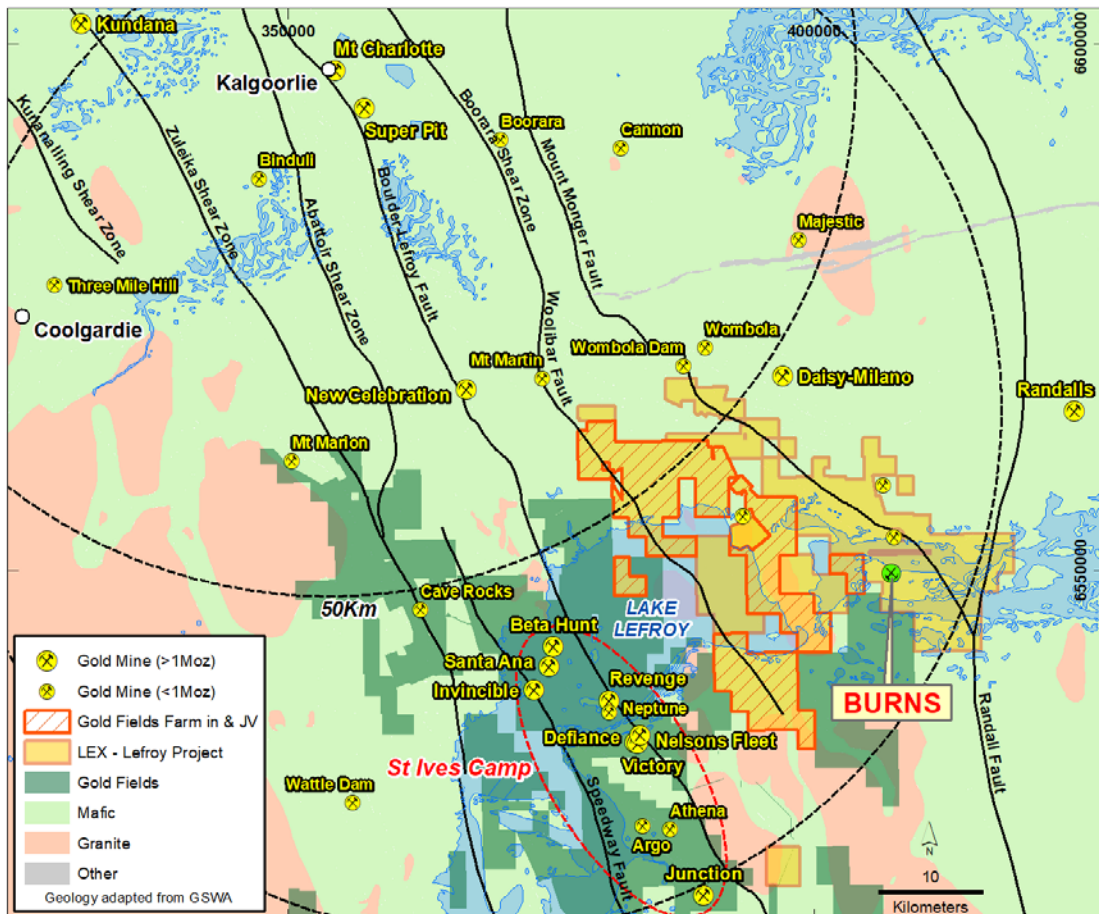 Kundana
350000
400000
6600000
Mt Charlotte
Kalgoorlie
Super Pit
Boorara
Cannon
Kunanalling Shear Zone
Zuleika Shear Zone
Binduli
Abattoir Shear Zone
Boulder-Lefroy Fault
Boorara Shear Zone
Mount Monger Fault
Majestic
Three Mile Hill
Coolgardie
Woolibar Fault
Wombola
Wombola Dam
Mt Martin
Daisy-Milano
New Celebration
Randalls
Mt Marion
6550000
50Km
Cave Rocks
LAKE
LEFROY
Beta Hunt
Santa Ana
Invincible
Revenge
Neptune
BURNS
Defiance
Nelsons Fleet
Victory
St Ives Camp
Randall Fault
Wattle Dam
Speedway Fault
Athena
Argo
Junction
Gold Mine (>1Moz)
Gold Mine (<1Moz)
Gold Fields Farm in & JV
LEX - Lefroy Project
Gold Fields
Mafic
Granite
Other
Geology adapted from GSWA
N
10
Kilometers